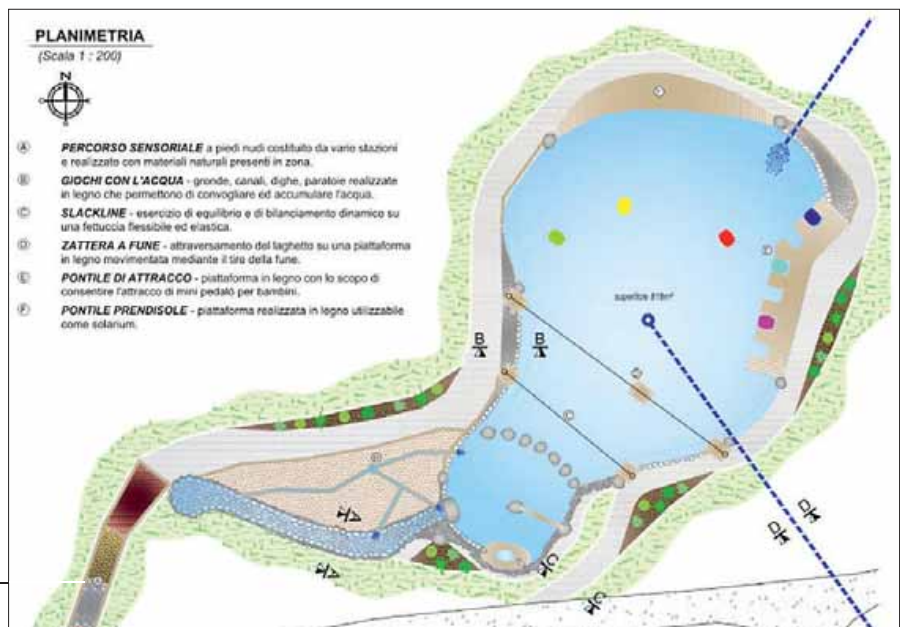 PLANIMETRIA
(Scala 1 : 200)
N
A PERCORSO SENSORIALE a piedi nudi costituito da varie stazioni
e realizzato con materiali naturali presenti in zona.
B GIOCHI CON L'ACQUA - gronde, canali, dighe, paratoie realizzate
in legno che permettono di convogliare ed accumulare l'acqua.
C SLACKLINE - esercizio di equilibrio e di bilanciamento dinamico su
una fettuccia flessibile ed elastica.
D ZATTERA A FUNE - attraversamento del laghetto su una piattaforma
in legno movimentata mediante il tiro della fune.
E PONTILE DI ATTRACCO - piattaforma in legno con lo scopo di
consentire l'attracco di mini pedalò per bambini.
F PONTILE PRENDISOLE - piattaforma realizzata in legno utilizzabile
come solarium.
superficie
B B
C
A
A
C
C
D D